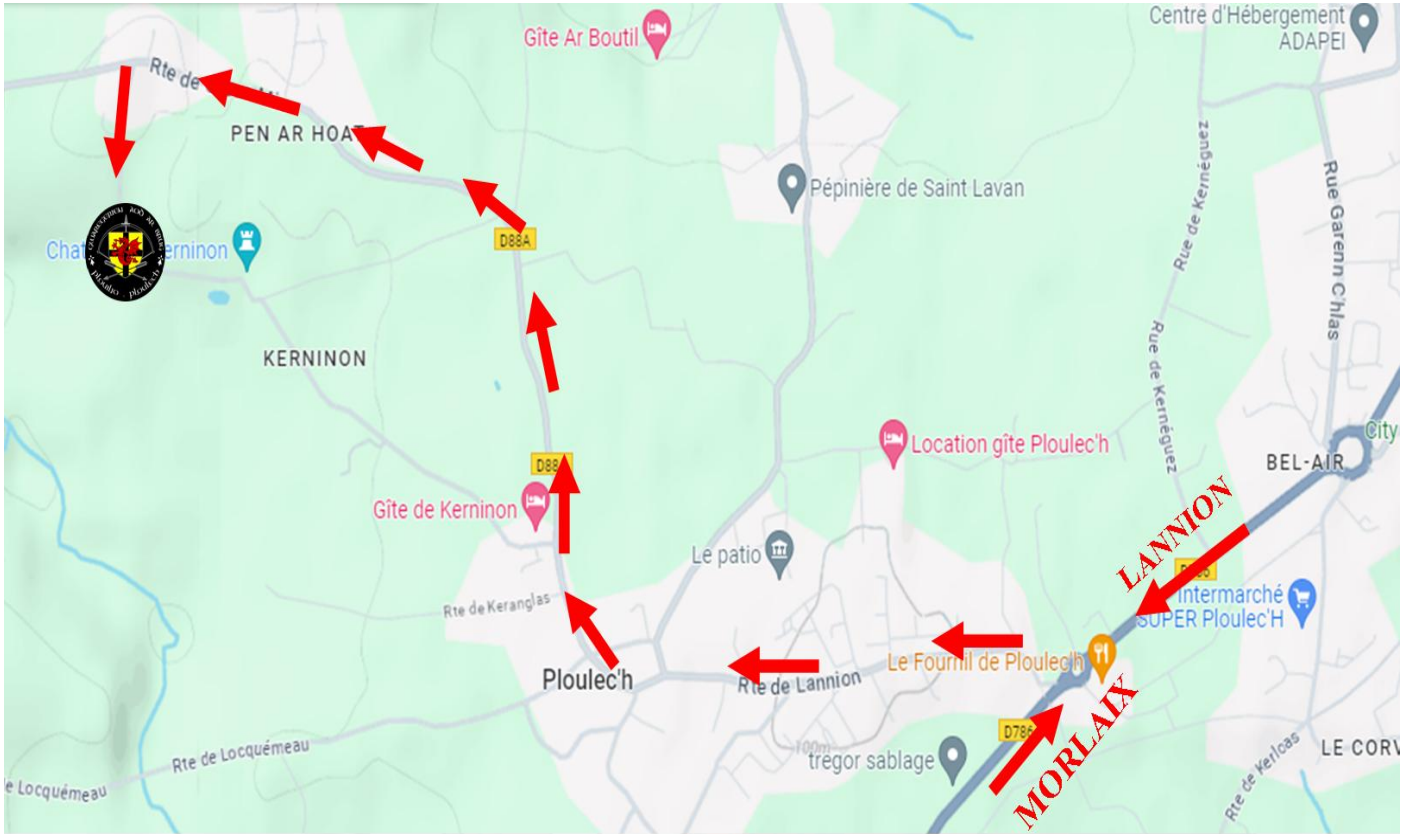 Centre d'Hébergement
ADAPEI
Gîte Ar Boutil
Rte de
PEN AR HOAT
Rue de Kernéguez
Rue Garenn C'hlas
Pépinière de Saint Lavan
D88A
Chat
erninon
KERNINON
Rue de Kernéguez
City
Location gîte Ploulec'h
BEL-AIR
D88
Gîte de Kerninon
LANNION
Le patio
Intermarché
SUPER Ploulec'H
Rte de Keranglas
Le Fournil de Ploulec'h
Ploulec'h
Rte de Lannion
MORLAIX
D786
100m
trégor sablage
Rte de Locquémeau
LE CORV
Rte de Kerlcas
e Locquémeau